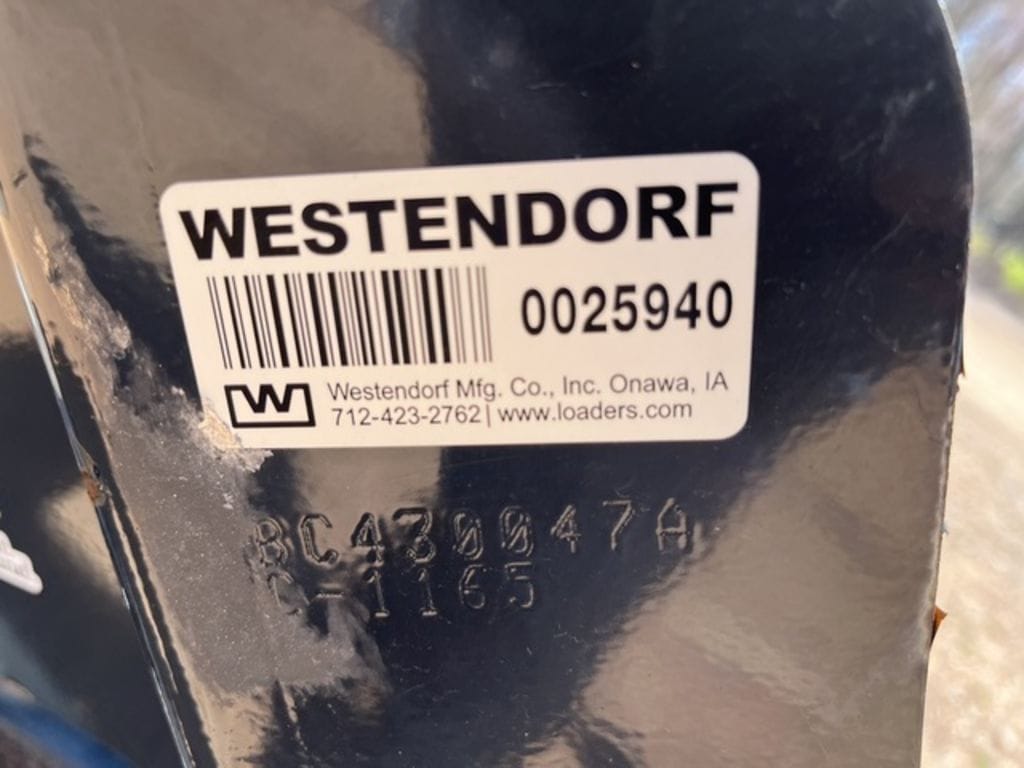 WESTENDORF
0025940
W
Westendorf Mfg. Co., Inc. Onawa, IA
712-423-2762 | www.loaders.com
BC430047A
C-1165